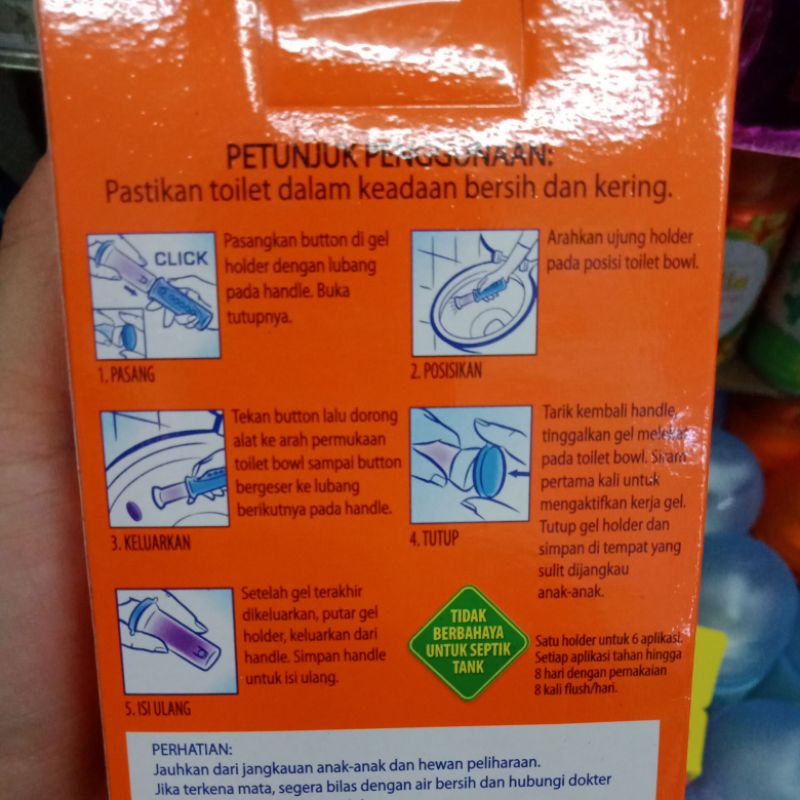 PETUNJUK PENGGUNAAN:
Pastikan toilet dalam keadaan bersih dan kering.
CLICK
Pasangkan button di gel
holder dengan lubang
pada handle. Buka
tutupnya.
1. PASANG
Arahkan ujung holder
pada posisi toilet bowl.
2. POSISIKAN
Tekan button lalu dorong
alat ke arah permukaan
toilet bowl sampai button
bergeser ke lubang
berikutnya pada handle.
3. KELUARKAN
Tarik kembali handle,
tinggalkan gel melekat
pada toilet bowl. Siram
pertama kali untuk
mengaktifkan kerja gel.
Tutup gel holder dan
simpan di tempat yang
sulit dijangkau
anak-anak.
4. TUTUP
Setelah gel terakhir
dikeluarkan, putar gel
holder, keluarkan dari
handle. Simpan handle
untuk isi ulang.
5. ISI ULANG
TIDAK
BERBAHAYA
UNTUK SEPTIK
TANK
Satu holder untuk 6 aplikasi.
Setiap aplikasi tahan hingga
8 hari dengan pemakaian
8 kali flush/hari.
PERHATIAN:
Jauhkan dari jangkauan anak-anak dan hewan peliharaan.
Jika terkena mata, segera bilas dengan air bersih dan hubungi dokter